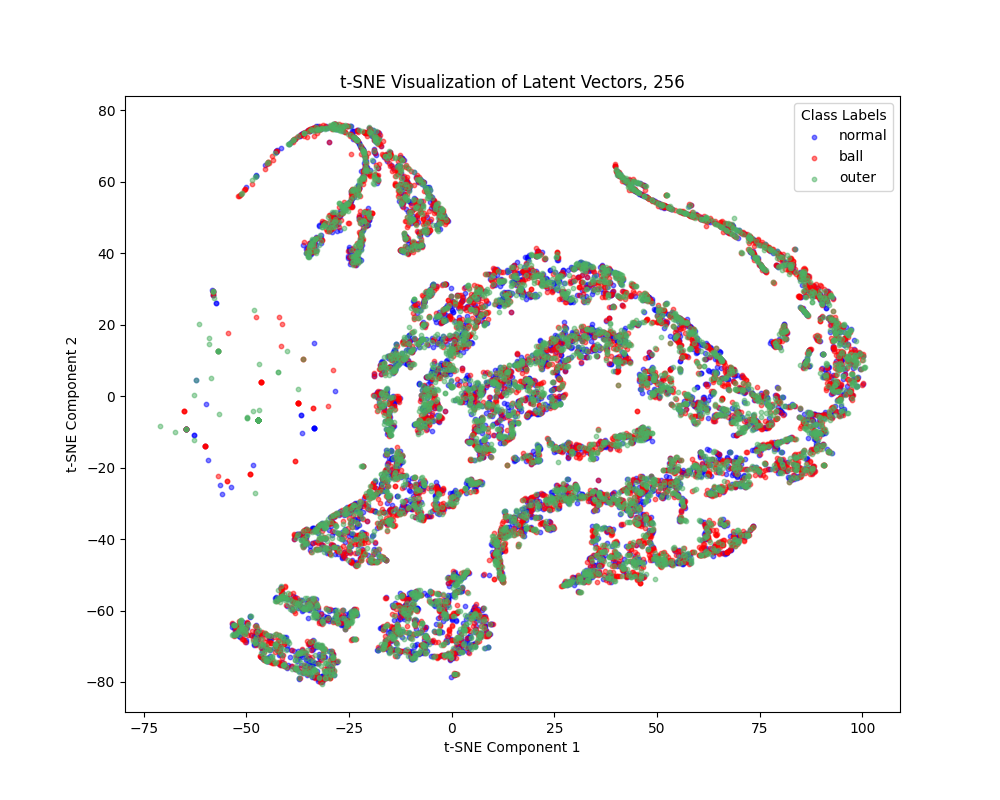 t-SNE Visualization of Latent Vectors, 256
Class Labels
normal
ball
outer
t-SNE Component 2
80
60
40
20
0
−20
−40
−60
−80
−75
−50
−25
0
25
50
75
100
t-SNE Component 1